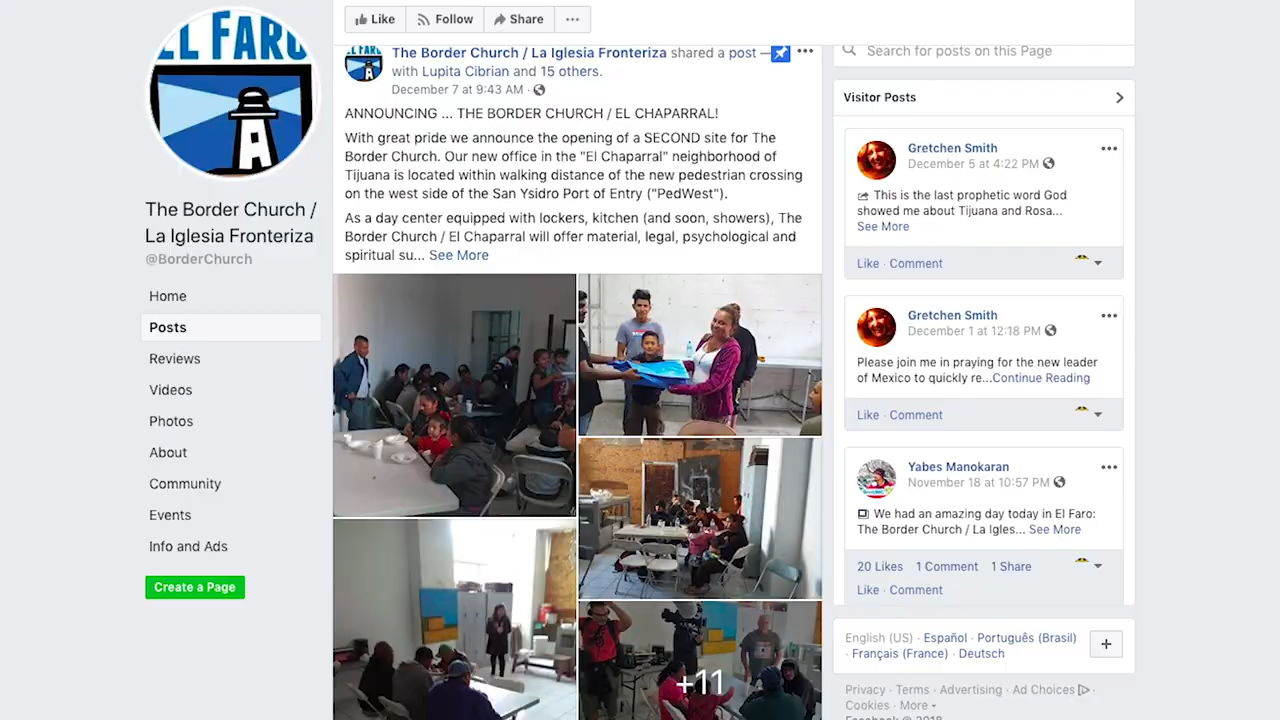 EL FARO
The Border Church /
La Iglesia Fronteriza
@BorderChurch
Home
Posts
Reviews
Videos
Photos
About
Community
Events
Info and Ads
Create a Page
Like
Follow
Share
The Border Church / La Iglesia Fronteriza shared a post —
with Lupita Cibrian and 15 others.
December 7 at 9:43 AM ·
ANNOUNCING ... THE BORDER CHURCH / EL CHAPARRAL!
With great pride we announce the opening of a SECOND site for The
Border Church. Our new office in the "El Chaparral" neighborhood of
Tijuana is located within walking distance of the new pedestrian crossing
on the west side of the San Ysidro Port of Entry ("PedWest").
As a day center equipped with lockers, kitchen (and soon, showers), The
Border Church / El Chaparral will offer material, legal, psychological and
spiritual su... See More
+11
Search for posts on this Page
Visitor Posts
Gretchen Smith
December 5 at 4:22 PM
This is the last prophetic word God
showed me about Tijuana and Rosa...
See More
Like · Comment
Gretchen Smith
December 1 at 12:18 PM
Please join me in praying for the new leader
of Mexico to quickly re...Continue Reading
Like · Comment
Yabes Manokaran
November 18 at 10:57 PM
We had an amazing day today in El Faro:
The Border Church / La Igles... See More
20 Likes 1 Comment 1 Share
Like · Comment
English (US) · Español · Português (Brasil)
· Français (France) · Deutsch
Privacy · Terms · Advertising · Ad Choices ·
Cookies · More
Facebook © 2018